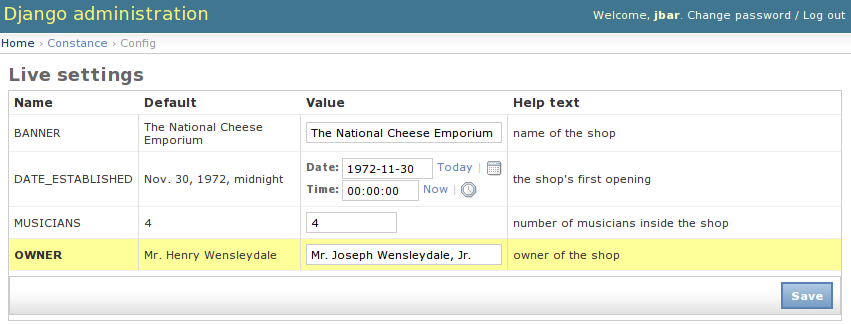 Django administration
Welcome, jbar. Change password / Log out
Home › Constance › Config
Live settings
Name Default Value Help text
BANNER The National Cheese Emporium The National Cheese Emporium name of the shop
DATE_ESTABLISHED Nov. 30, 1972, midnight Date: 1972-11-30 Today | the shop's first opening
Time: 00:00:00 Now |
MUSICIANS 4 4 number of musicians inside the shop
OWNER Mr. Henry Wensleydale Mr. Joseph Wensleydale, Jr. owner of the shop
Save